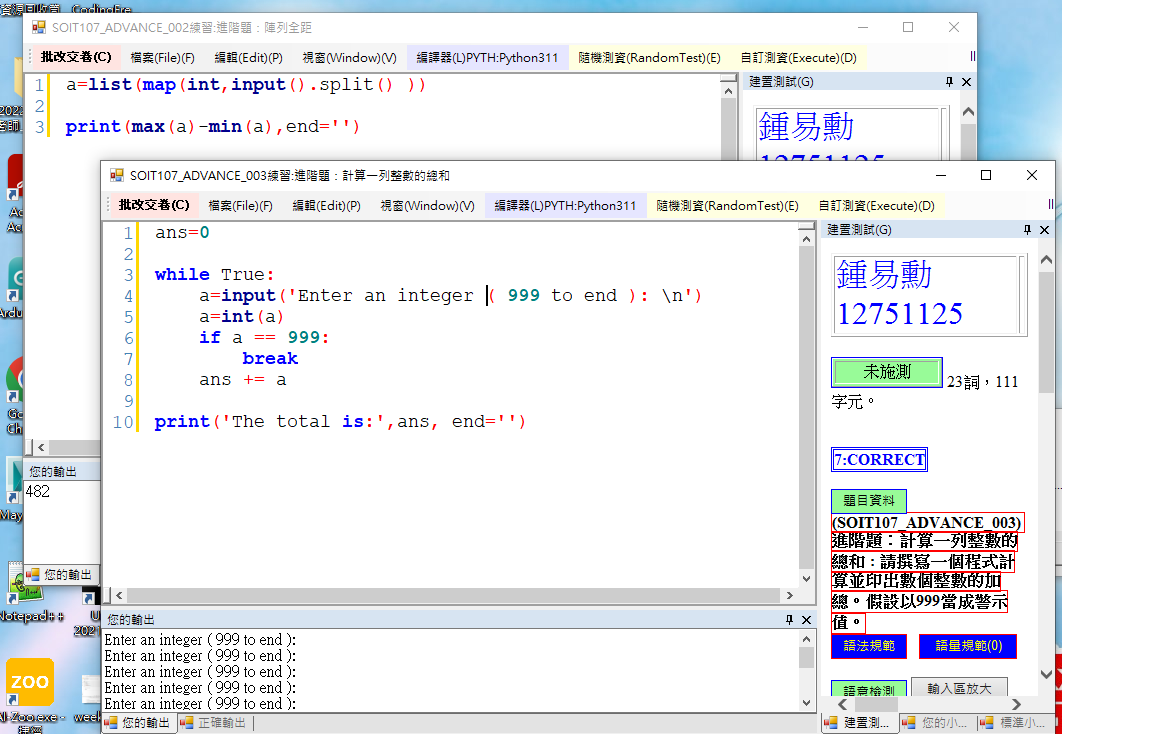 資源回收筒 CodingFre
SOIT107_ADVANCE_002練習:進階題：陣列全距
批改交卷(C) 檔案(File)(F) 編輯(Edit)(P) 視窗(Window)(V) 編譯器(L)PYTH:Python311 隨機測資(RandomTest)(E) 自訂測資(Execute)(D)
1 a=list(map(int,input().split() ))
2
3 print(max(a)-min(a),end='')
建置測試(G)
鍾易勳
12751125
您的輸出
482
您的輸出
SOIT107_ADVANCE_003練習:進階題：計算一列整數的總和
批改交卷(C) 檔案(File)(F) 編輯(Edit)(P) 視窗(Window)(V) 編譯器(L)PYTH:Python311 隨機測資(RandomTest)(E) 自訂測資(Execute)(D)
1 ans=0
2
3 while True:
4     a=input('Enter an integer ( 999 to end ): \n')
5     a=int(a)
6     if a == 999:
7         break
8     ans += a
9
10 print('The total is:',ans, end='')
您的輸出
Enter an integer ( 999 to end ):
Enter an integer ( 999 to end ):
Enter an integer ( 999 to end ):
Enter an integer ( 999 to end ):
Enter an integer ( 999 to end ):
您的輸出 正確輸出
建置測試(G)
鍾易勳
12751125
未施測 23詞，111
字元。
7:CORRECT
題目資料
(SOIT107_ADVANCE_003)
進階題：計算一列整數的
總和：請撰寫一個程式計
算並印出數個整數的加
總。假設以999當成警示
值。
語法規範 語量規範(0)
語意檢測 輸入區放大
建置測... 您的小... 標準小...
Notepad++
zoo